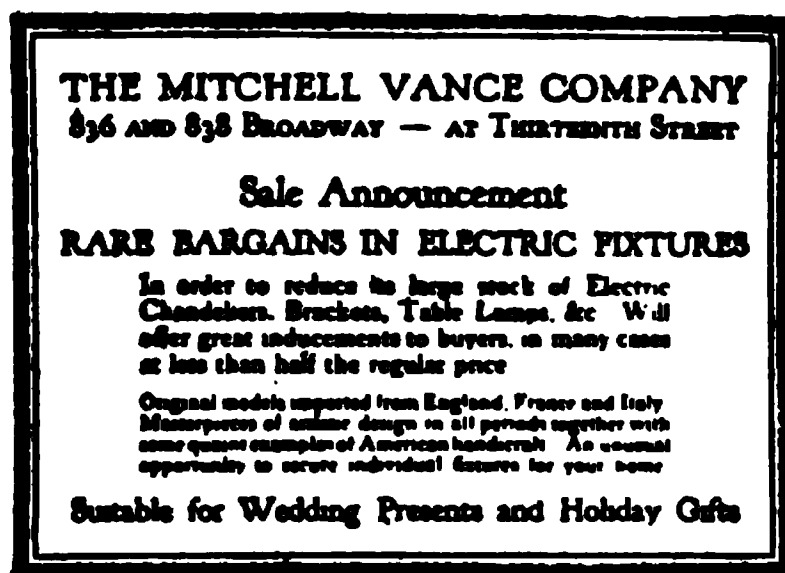 THE MITCHELL VANCE COMPANY
836 AND 838 BROADWAY — AT THIRTEENTH STREET
Sale Announcement
RARE BARGAINS IN ELECTRIC FIXTURES
In order to reduce its large stock of Electric
Chandeliers, Brackets, Table Lamps, &c Will
offer great inducements to buyers, in many cases
at less than half the regular price
Original models imported from England, France and Italy
Masterpieces of artistic design in all periods together with
some quaint examples of American handicraft An unusual
opportunity to secure individual fixtures for your home
Suitable for Wedding Presents and Holiday Gifts